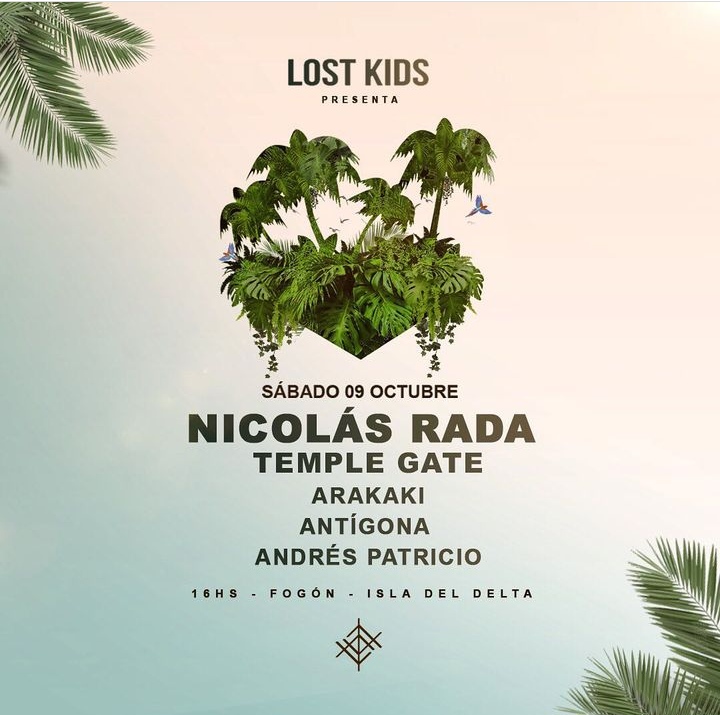 LOST KIDS
PRESENTA
SÁBADO 09 OCTUBRE
NICOLÁS RADA
TEMPLE GATE
ARAKAKI
ANTÍGONA
ANDRÉS PATRICIO
16HS - FOGÓN - ISLA DEL DELTA